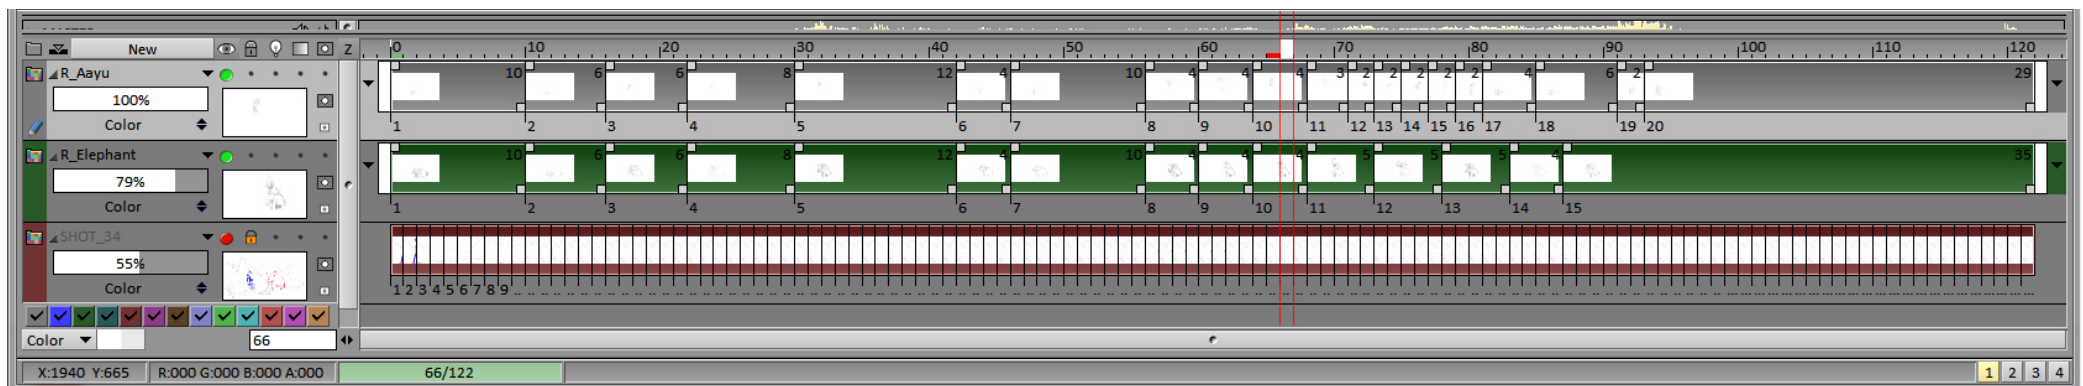 New Z 0 10 20 30 40 50 60 70 80 90 100 110 120
R_Aayu 10 6 6 8 12 4 10 4 4 4 3 2 2 2 2 2 4 6 2 29
100%
Color 1 2 3 4 5 6 7 8 9 10 11 12 13 14 15 16 17 18 19 20
R_Elephant 10 6 6 8 12 4 10 4 4 4 5 5 5 4 35
79%
Color 1 2 3 4 5 6 7 8 9 10 11 12 13 14 15
SHOT_34
55%
Color 1 2 3 4 5 6 7 8 9
Color 66
X:1940 Y:665 R:000 G:000 B:000 A:000 66/122 1 2 3 4